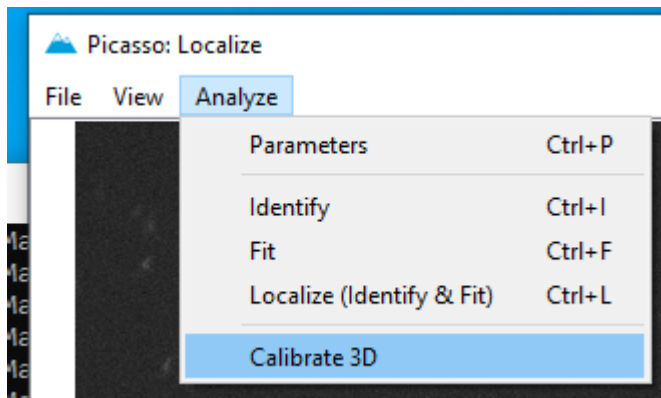 Picasso: Localize
File View Analyze
Parameters Ctrl+P
Identify Ctrl+I
Fit Ctrl+F
Localize (Identify & Fit) Ctrl+L
Calibrate 3D